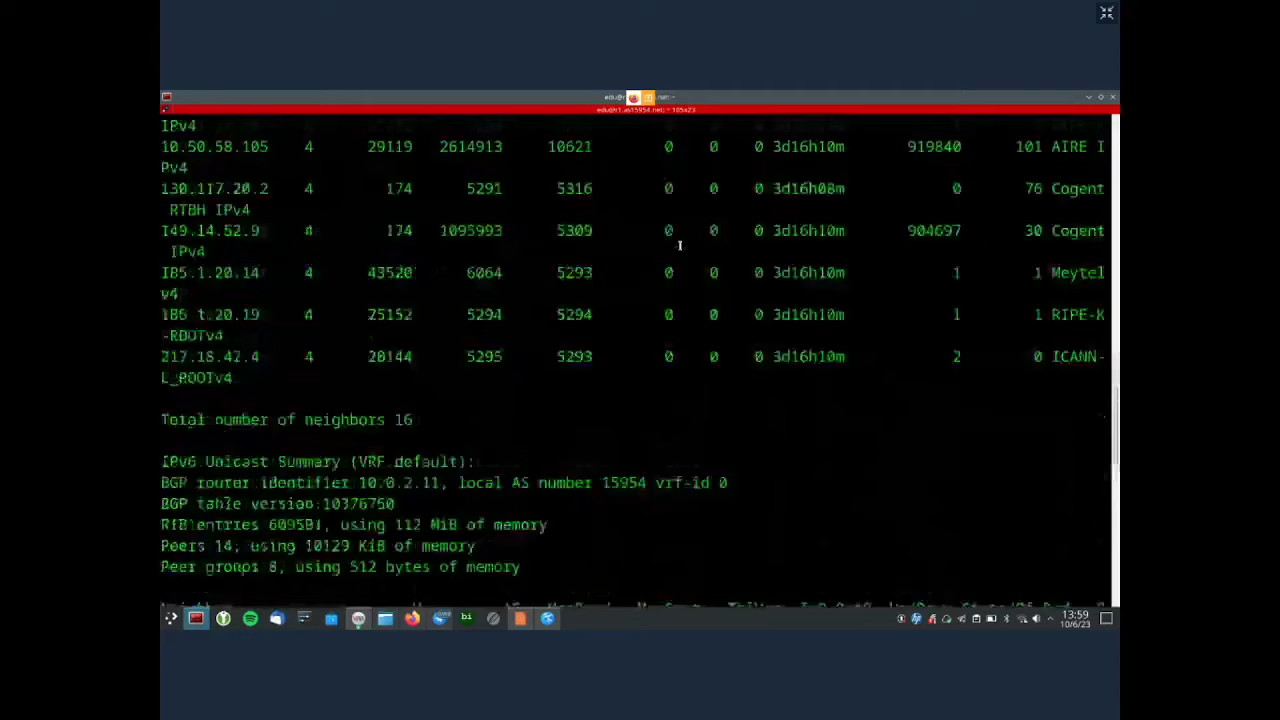 edu@r1.as15954.net: ~ 105x23
IPv4
10.50.58.105 4 29119 2614913 10621 0 0 0 3d16h10m 919840 101 AIRE I
Pv4
130.117.20.2 4 174 5291 5316 0 0 0 3d16h08m 0 76 Cogent
RTBH IPv4
149.14.52.9 4 174 1095993 5309 0 0 0 3d16h10m 904697 30 Cogent
IPv4
185.1.20.14 4 43520 6064 5293 0 0 0 3d16h10m 1 1 Meytel
v4
4 25152 5294 5294 0 0 0 3d16h10m 1 1 RIPE-K
-ROOTv4
217.18.42.4 4 20144 5295 5293 0 0 0 3d16h10m 2 0 ICANN-
L_ROOTv4
Total number of neighbors 16
IPv6 Unicast Summary (VRF default):
BGP router identifier 10.0.2.11, local AS number 15954 vrf-id 0
BGP table version 10376750
RIB entries 609581, using 112 MiB of memory
Peers 14, using 10129 KiB of memory
Peer groups 8, using 512 bytes of memory
bi
13:59
10/6/23